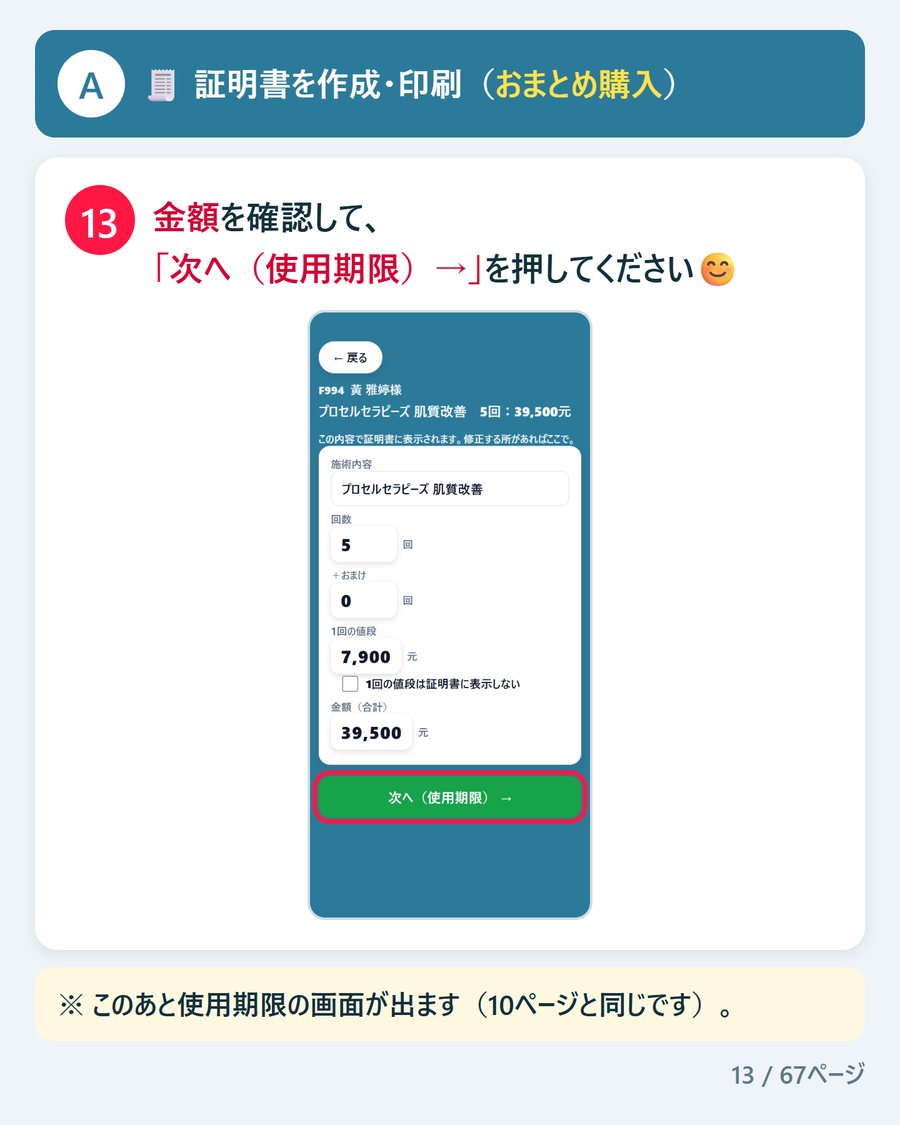 A 証明書を作成・印刷（おまとめ購入）
13 金額を確認して、
「次へ（使用期限）→」を押してください
← 戻る
F994 黃 雅婷様
プロセルセラピーズ 肌質改善 5回：39,500元
この内容で証明書に表示されます。修正する所があればここで。
施術内容
プロセルセラピーズ 肌質改善
回数
5 回
＋おまけ
0 回
1回の値段
7,900 元
1回の値段は証明書に表示しない
金額（合計）
39,500 元
次へ（使用期限） →
※ このあと使用期限の画面が出ます（10ページと同じです）。
13 / 67ページ